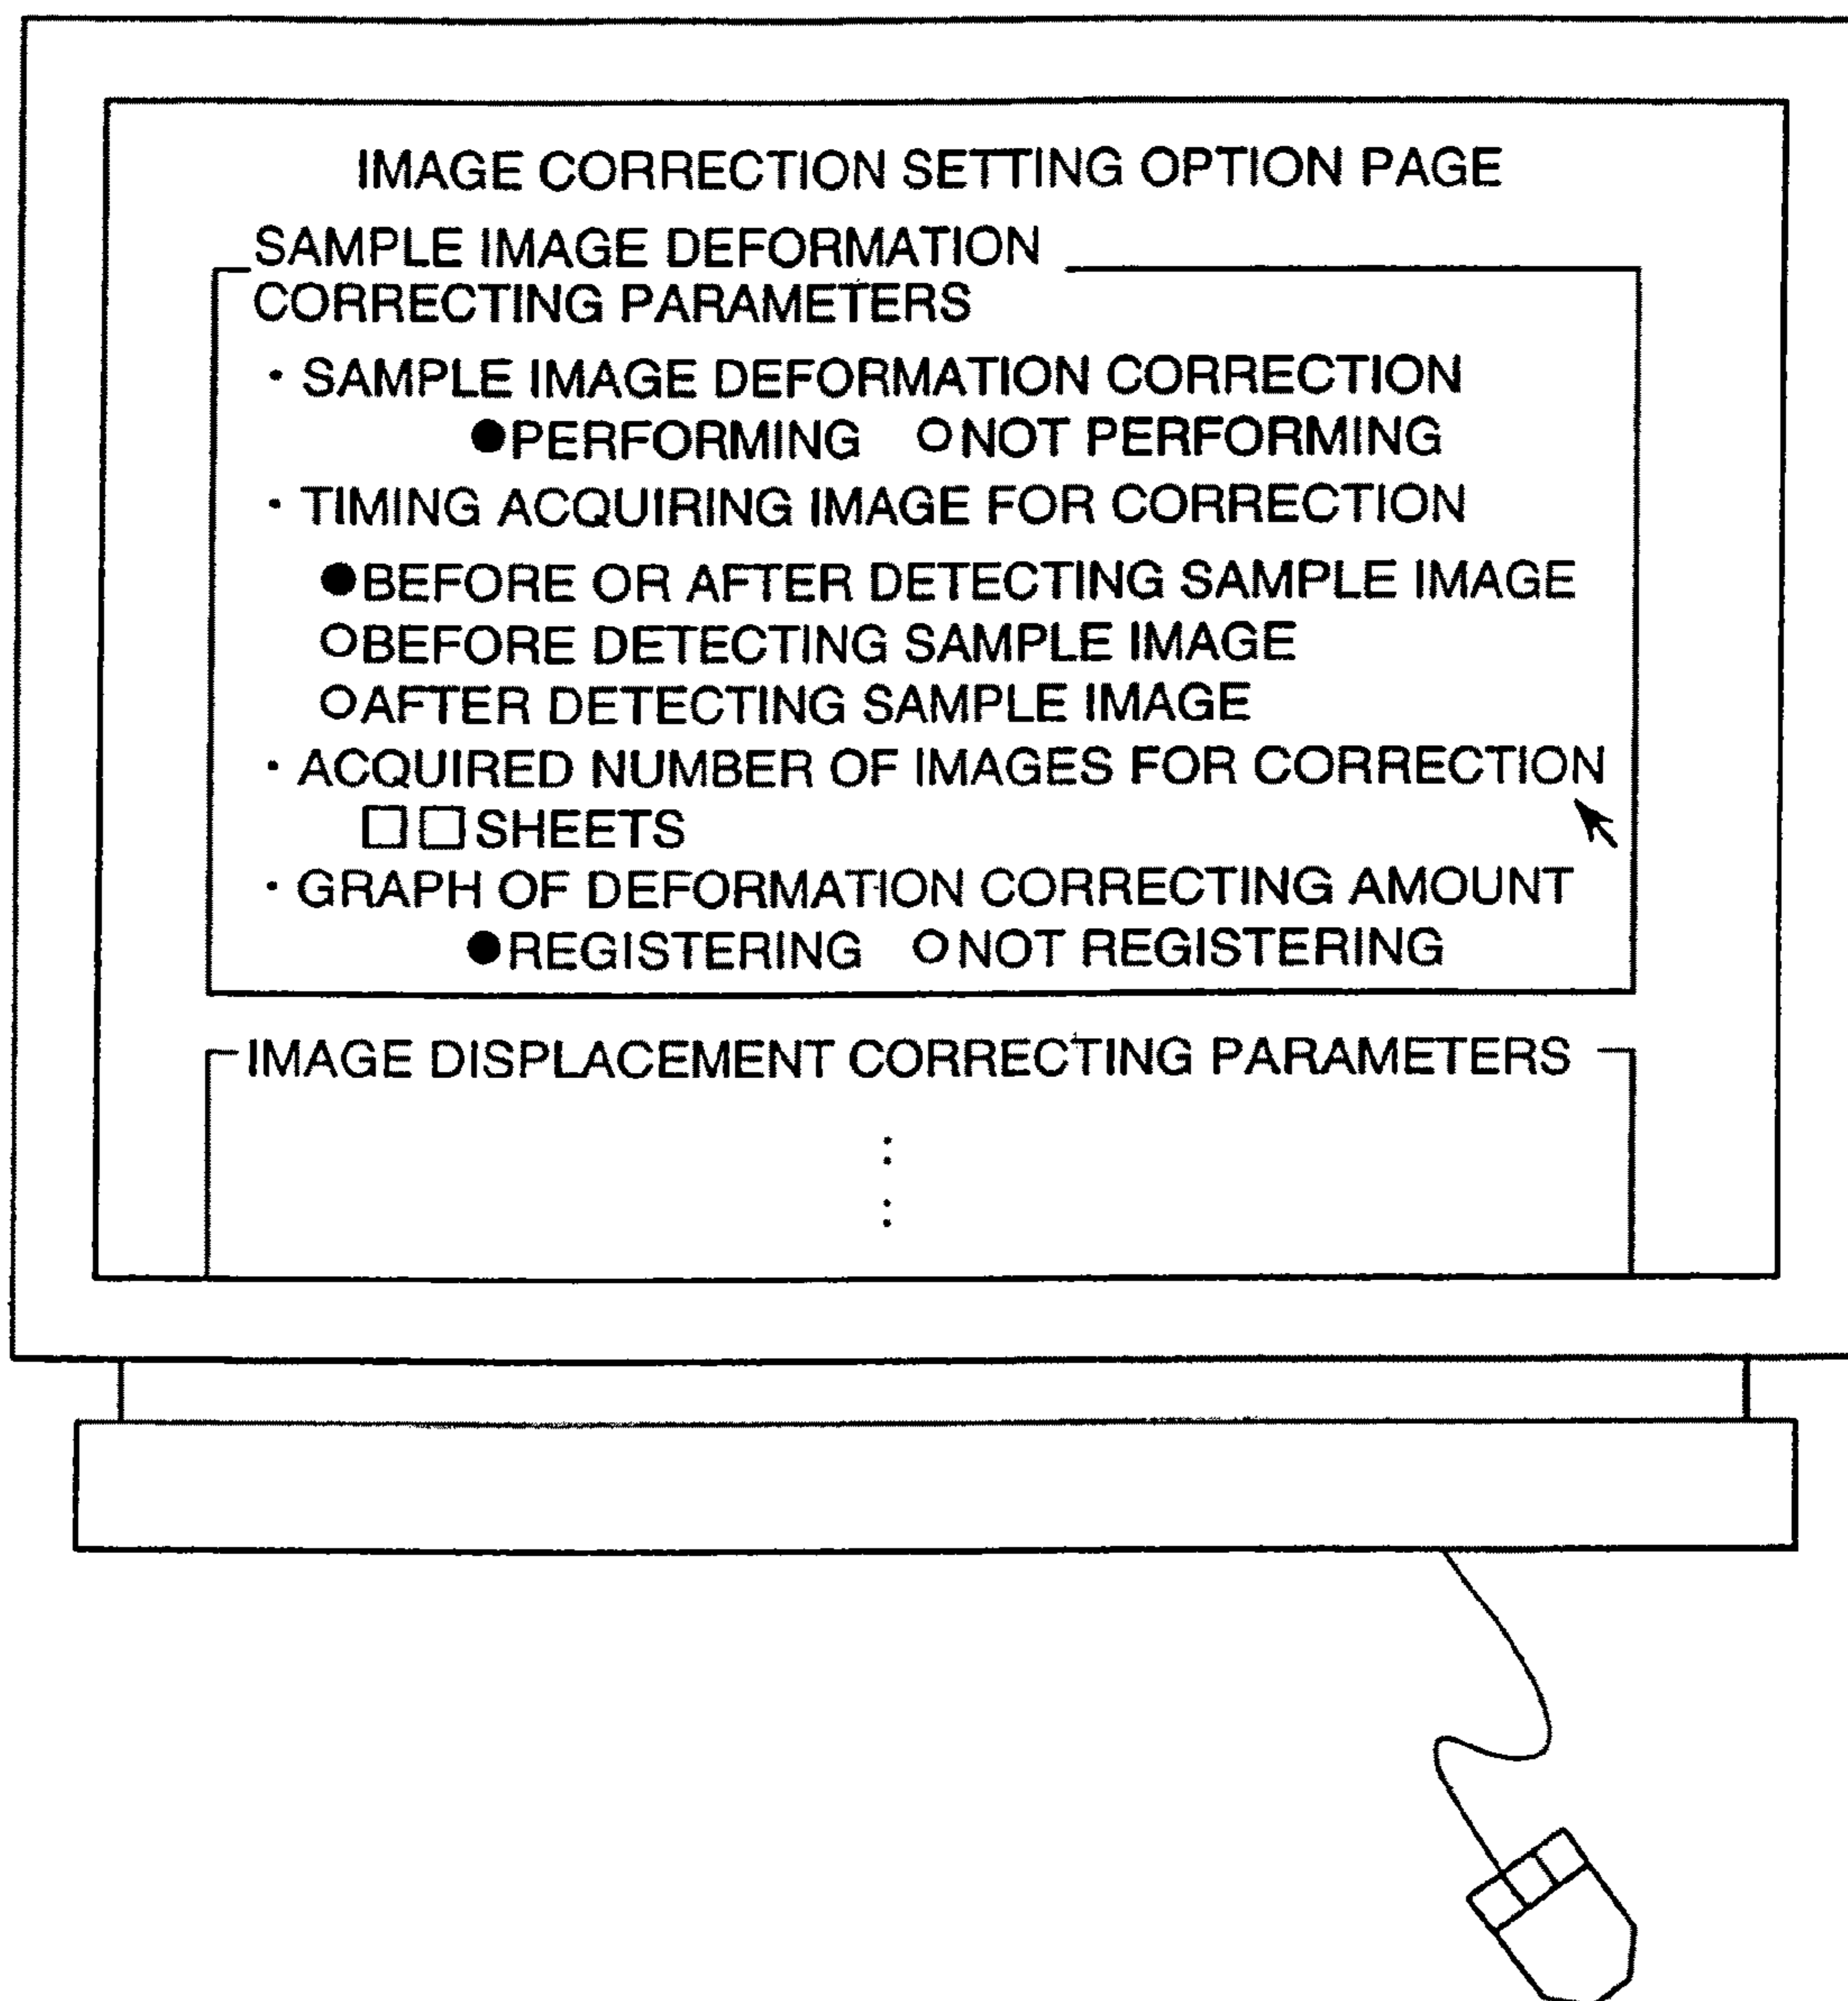 IMAGE CORRECTION SETTING OPTION PAGE
SAMPLE IMAGE DEFORMATION
CORRECTING PARAMETERS
· SAMPLE IMAGE DEFORMATION CORRECTION
●PERFORMING ○NOT PERFORMING
· TIMING ACQUIRING IMAGE FOR CORRECTION
●BEFORE OR AFTER DETECTING SAMPLE IMAGE
○BEFORE DETECTING SAMPLE IMAGE
○AFTER DETECTING SAMPLE IMAGE
· ACQUIRED NUMBER OF IMAGES FOR CORRECTION
□□SHEETS
· GRAPH OF DEFORMATION CORRECTING AMOUNT
●REGISTERING ○NOT REGISTERING
IMAGE DISPLACEMENT CORRECTING PARAMETERS